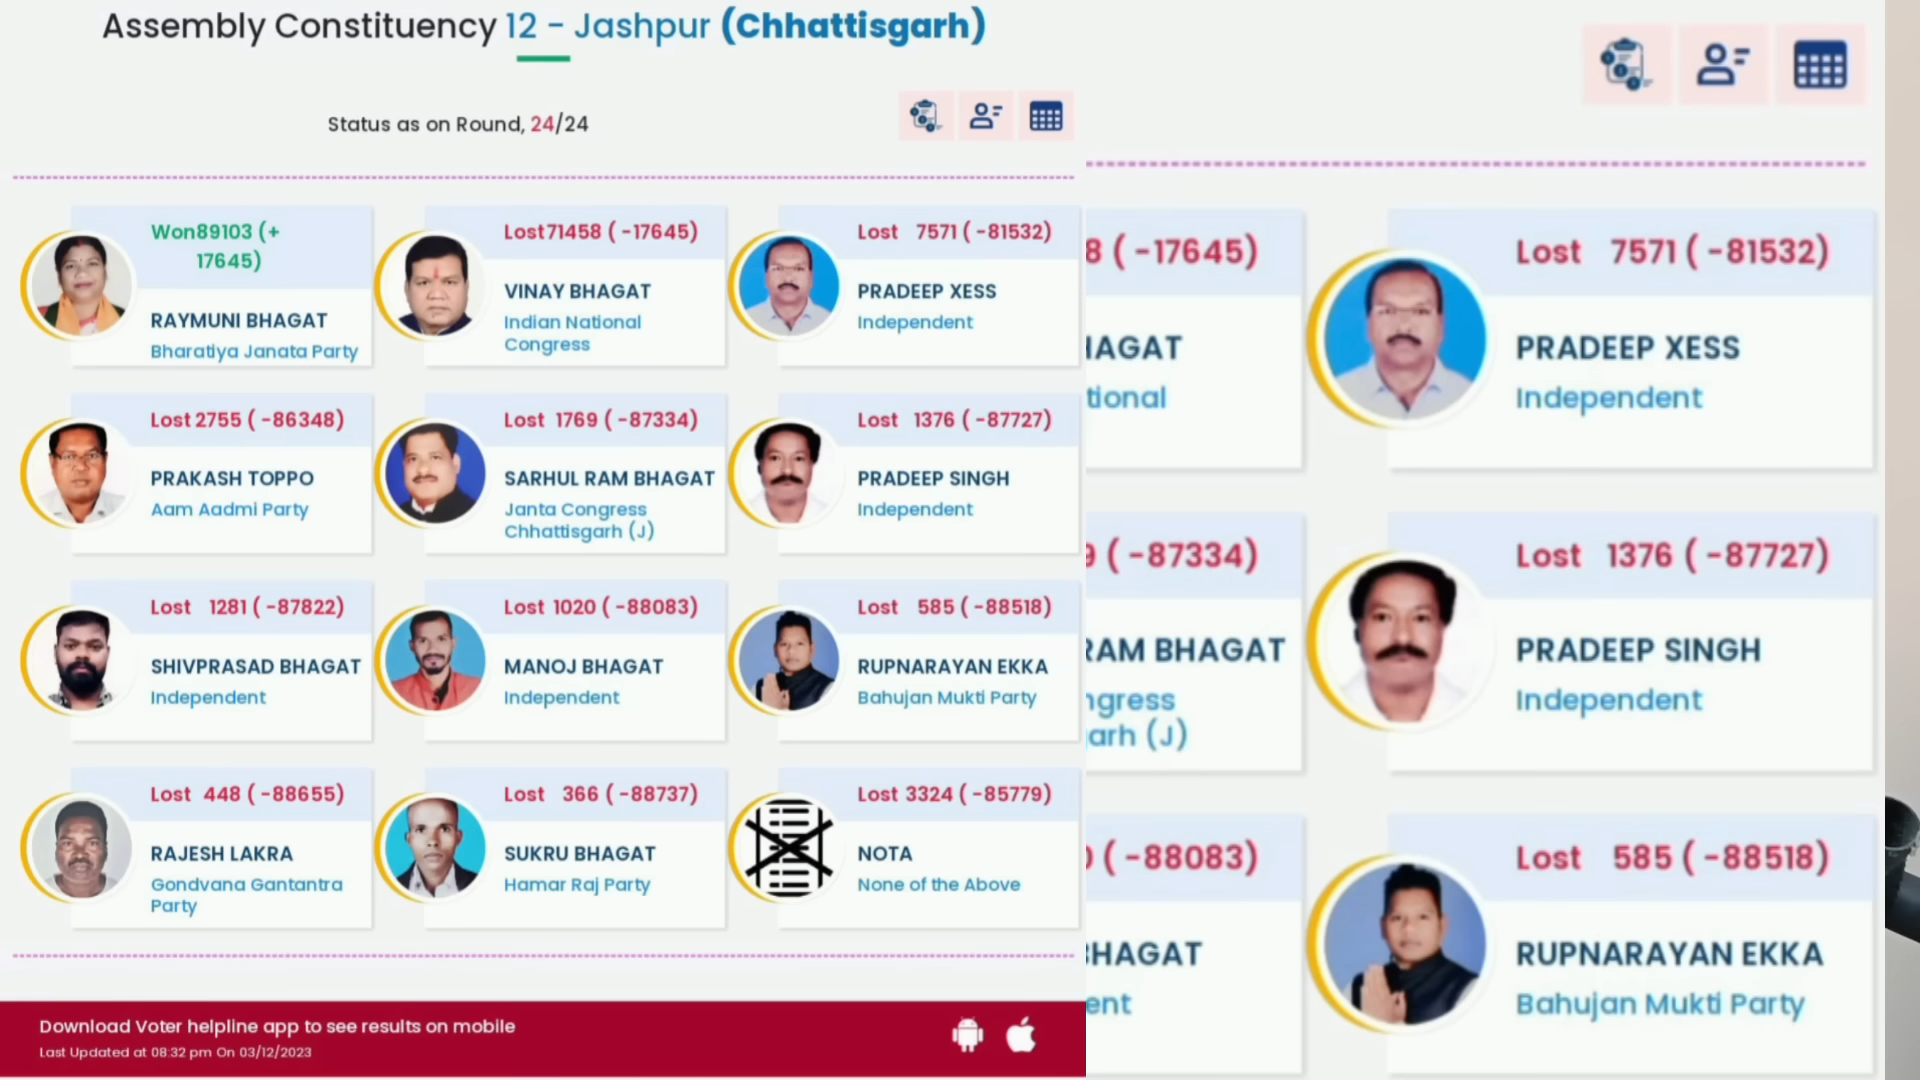 Assembly Constituency 12 - Jashpur (Chhattisgarh)
Status as on Round, 24/24
Won89103 (+
17645)
RAYMUNI BHAGAT
Bharatiya Janata Party
Lost71458 ( -17645)
VINAY BHAGAT
Indian National
Congress
Lost 7571 ( -81532)
PRADEEP XESS
Independent
Lost 2755 ( -86348)
PRAKASH TOPPO
Aam Aadmi Party
Lost 1769 ( -87334)
SARHUL RAM BHAGAT
Janta Congress
Chhattisgarh (J)
Lost 1376 ( -87727)
PRADEEP SINGH
Independent
Lost 1281 ( -87822)
SHIVPRASAD BHAGAT
Independent
Lost 1020 ( -88083)
MANOJ BHAGAT
Independent
Lost 585 ( -88518)
RUPNARAYAN EKKA
Bahujan Mukti Party
Lost 448 ( -88655)
RAJESH LAKRA
Gondvana Gantantra
Party
Lost 366 ( -88737)
SUKRU BHAGAT
Hamar Raj Party
Lost 3324 ( -85779)
NOTA
None of the Above
Download Voter helpline app to see results on mobile
Last Updated at 08:32 pm On 03/12/2023
8 ( -17645)
HAGAT
tional
Lost 7571 ( -81532)
PRADEEP XESS
Independent
9 ( -87334)
RAM BHAGAT
ngress
arh (J)
Lost 1376 ( -87727)
PRADEEP SINGH
Independent
0 ( -88083)
BHAGAT
ent
Lost 585 ( -88518)
RUPNARAYAN EKKA
Bahujan Mukti Party